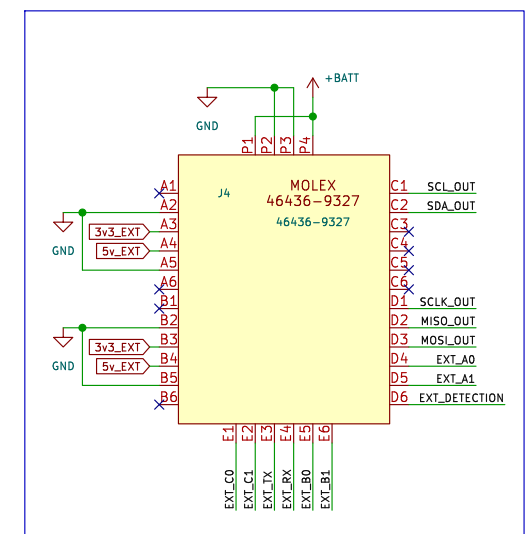 +BATT
GND
P1
P2
P3
P4
J4
MOLEX
46436-9327
46436-9327
A1
A2
3v3_EXT
A3
5v_EXT
A4
GND
A5
A6
B1
B2
3v3_EXT
B3
5v_EXT
B4
GND
B5
B6
C1 SCL_OUT
C2 SDA_OUT
C3
C4
C5
C6
D1 SCLK_OUT
D2 MISO_OUT
D3 MOSI_OUT
D4 EXT_A0
D5 EXT_A1
D6 EXT_DETECTION
E1
E2
E3
E4
E5
E6
EXT_C0
EXT_C1
EXT_TX
EXT_RX
EXT_B0
EXT_B1